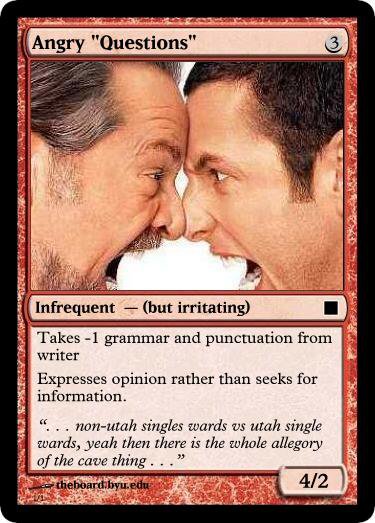 Angry "Questions" 3
Infrequent — (but irritating)
Takes -1 grammar and punctuation from
writer
Expresses opinion rather than seeks for
information.
“. . . non-utah singles wards vs utah single
wards, yeah then there is the whole allegory
of the cave thing . . .”
theboard.byu.edu
4/2
1/1